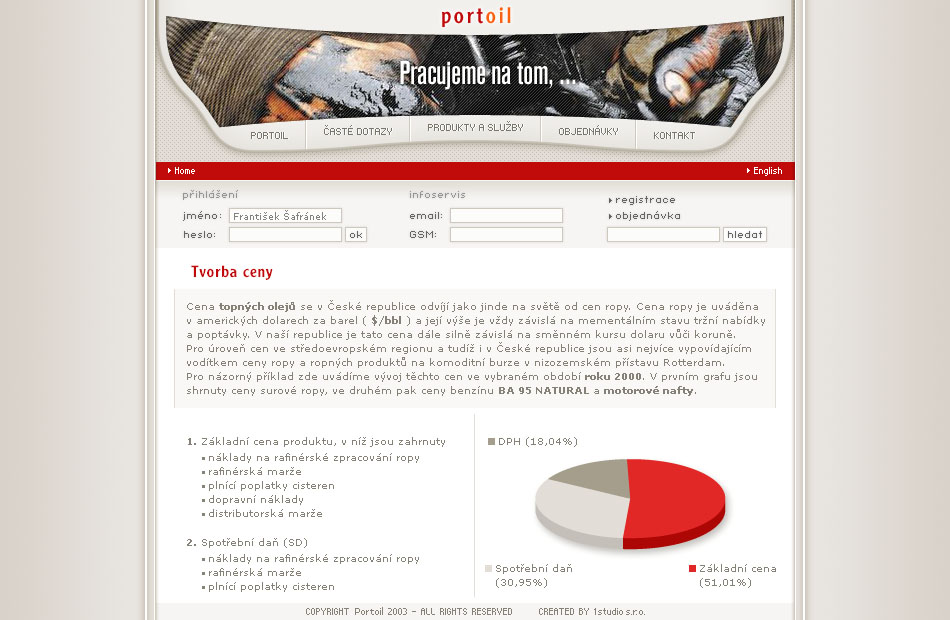 portoil
Pracujeme na tom, ...
PORTOIL
ČASTÉ DOTAZY
PRODUKTY A SLUŽBY
OBJEDNÁVKY
KONTAKT
Home
English
přihlášení
infoservis
registrace
jméno: František Šafránek
email:
objednávka
heslo:
ok
GSM:
hledat
Tvorba ceny
Cena topných olejů se v České republice odvíjí jako jinde na světě od cen ropy. Cena ropy je uváděna
v amerických dolarech za barel ( $/bbl ) a její výše je vždy závislá na mementálním stavu tržní nabídky
a poptávky. V naší republice je tato cena dále silně závislá na směnném kursu dolaru vůči koruně.
Pro úroveň cen ve středoevropském regionu a tudíž i v České republice jsou asi nejvíce vypovídajícím
vodítkem ceny ropy a ropných produktů na komoditní burze v nizozemském přístavu Rotterdam.
Pro názorný příklad zde uvádíme vývoj těchto cen ve vybraném období roku 2000. V prvním grafu jsou
shrnuty ceny surové ropy, ve druhém pak ceny benzínu BA 95 NATURAL a motorové nafty.
1. Základní cena produktu, v níž jsou zahrnuty
náklady na rafinérské zpracování ropy
rafinérská marže
plnící poplatky cisteren
dopravní náklady
distributorská marže
2. Spotřební daň (SD)
náklady na rafinérské zpracování ropy
rafinérská marže
plnící poplatky cisteren
DPH (18,04%)
Spotřební daň
(30,95%)
Základní cena
(51,01%)
COPYRIGHT Portoil 2003 - ALL RIGHTS RESERVED
CREATED BY 1studio s.r.o.